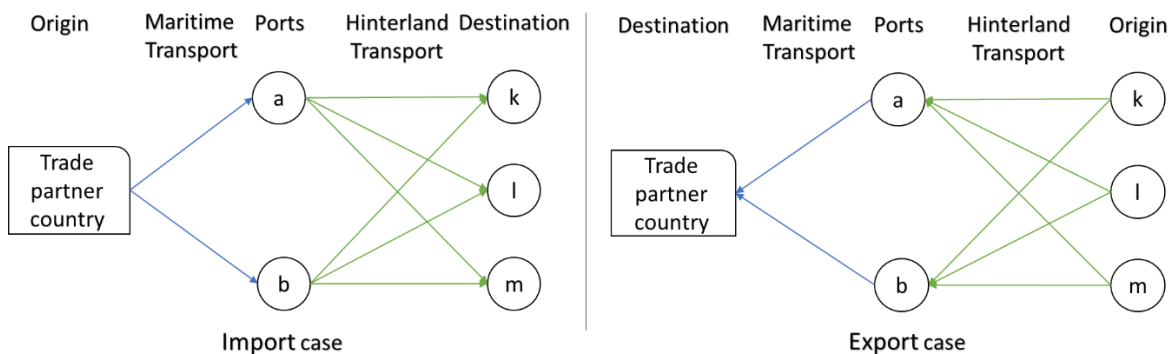 Origin
Maritime
Transport
Ports
Hinterland
Transport
Destination
a
k
Trade
partner
country
l
b
m
Import case
Destination
Maritime
Transport
Ports
Hinterland
Transport
Origin
a
k
Trade
partner
country
l
b
m
Export case